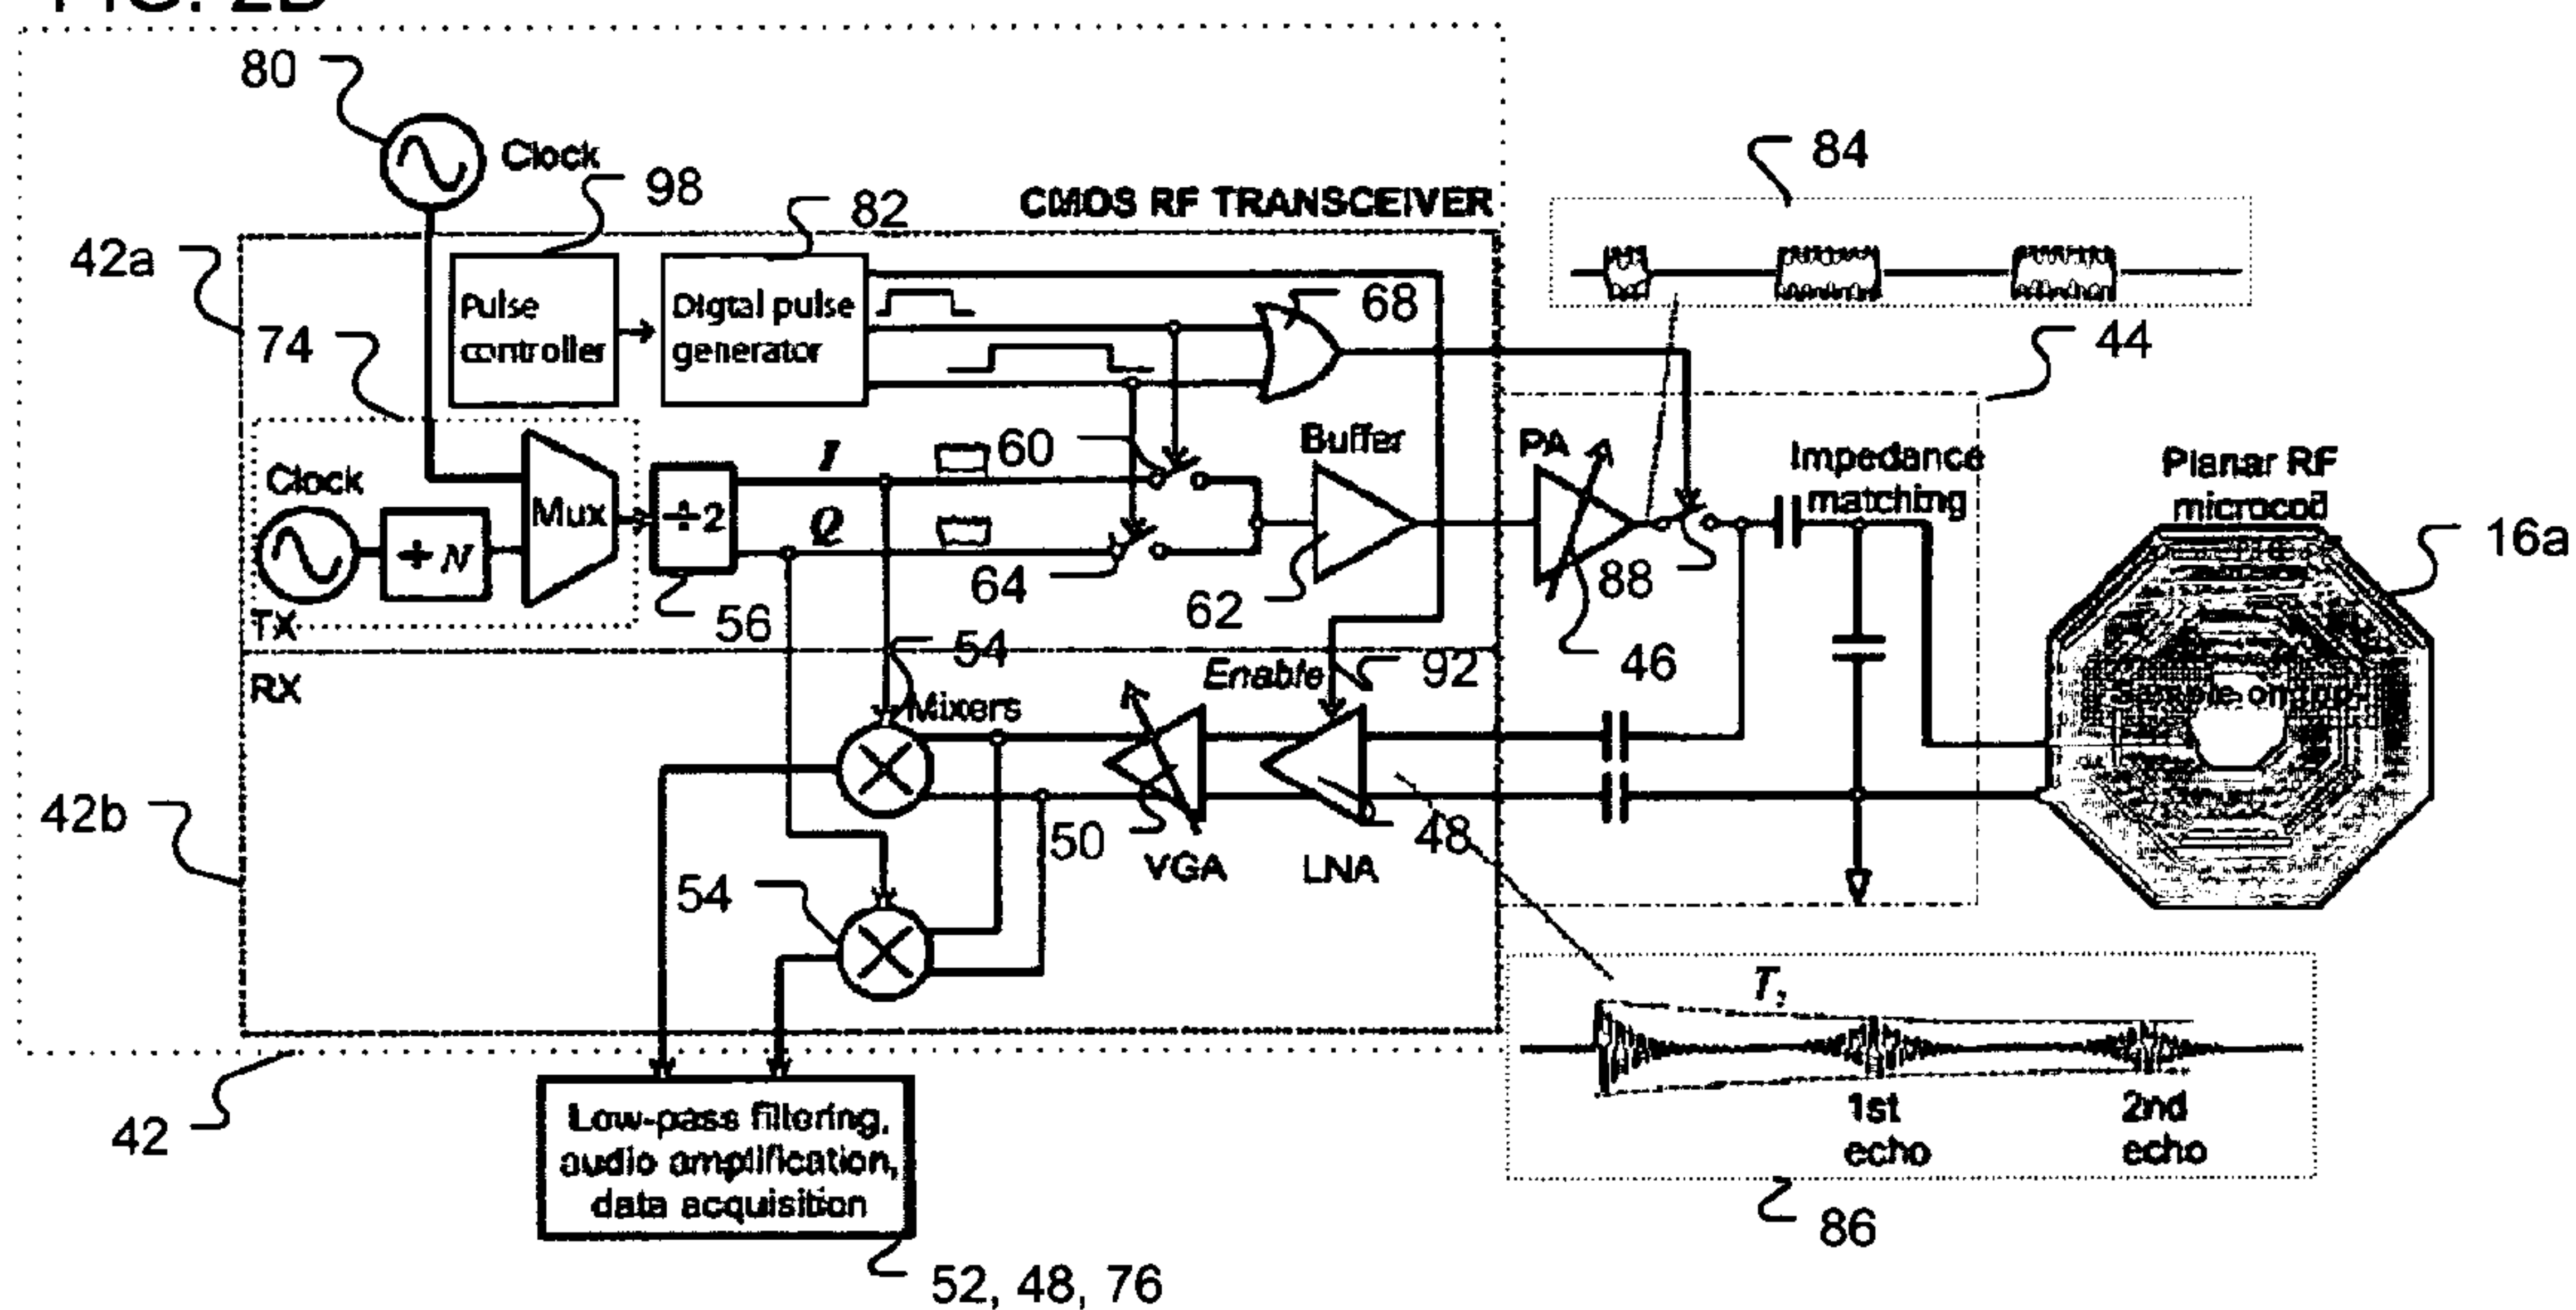 80
Clock
98
82
CMOS RF TRANSCEIVER
84
42a
Pulse
controller
Digtal pulse
generator
68
74
44
Clock
Mux
÷ N
÷2
I
Q
60
64
Buffer
62
PA
88
46
Impedance
matching
Planar RF
16a
TX
56
RX
54
Mixers
Enable
92
42b
50
VGA
48
LNA
54
42
Low-pass filtering,
audio amplification,
data acquisition
52, 48, 76
1st
echo
2nd
echo
86